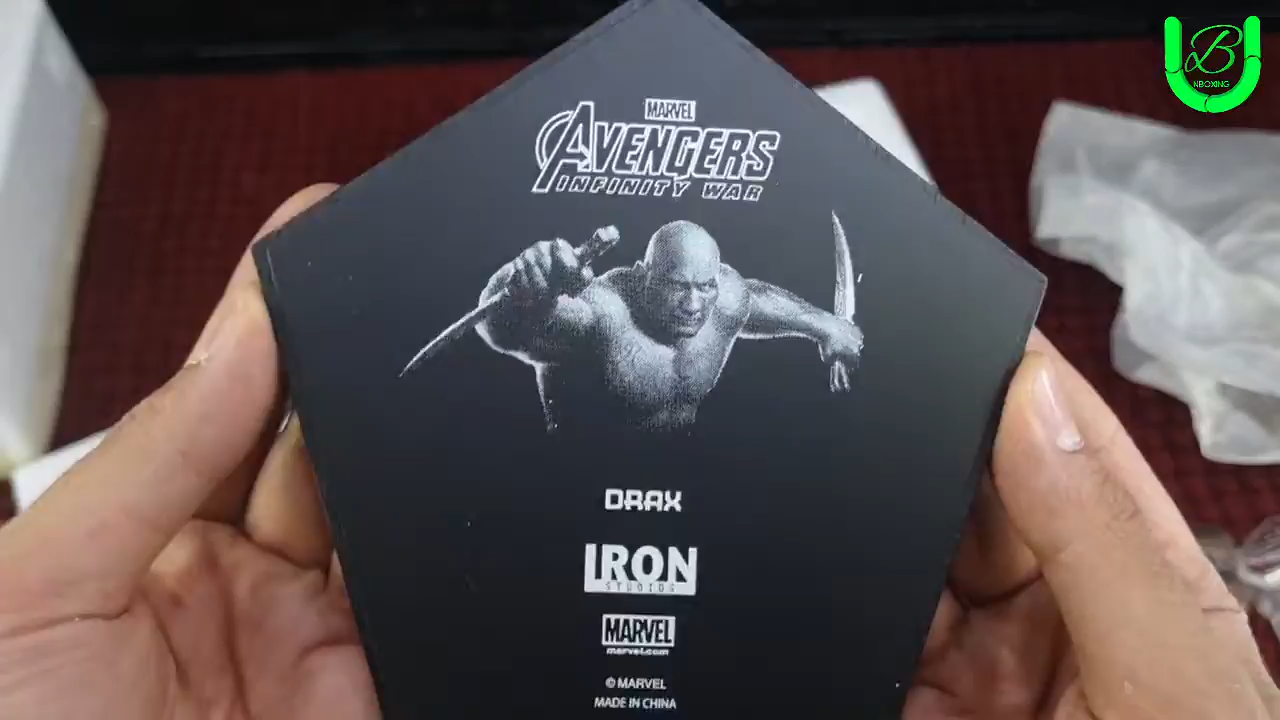 MARVEL
AVENGERS
INFINITY WAR
DRAX
IRON
STUDIOS
MARVEL
marvel.com
© MARVEL
MADE IN CHINA
B
NBOXING